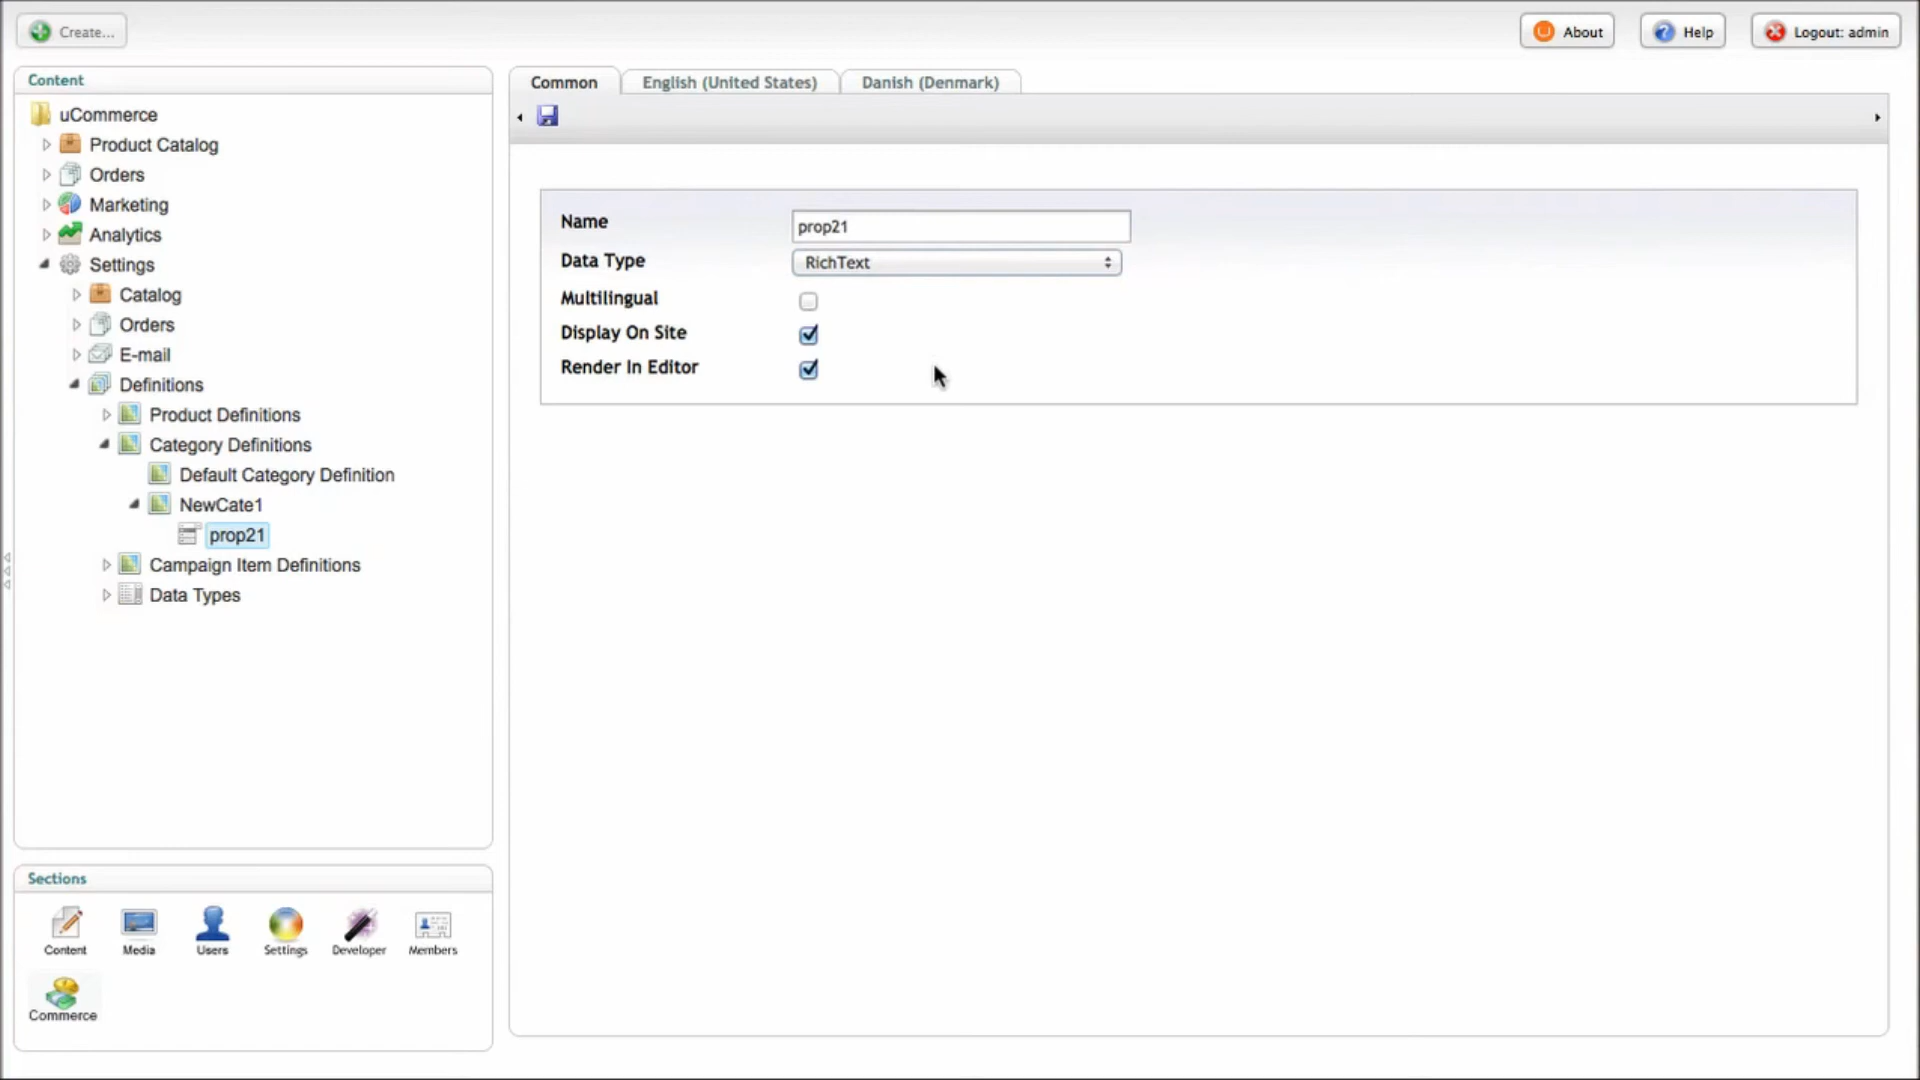 Create...
About
Help
Logout: admin
Content
uCommerce
Product Catalog
Orders
Marketing
Analytics
Settings
Catalog
Orders
E-mail
Definitions
Product Definitions
Category Definitions
Default Category Definition
NewCate1
prop21
Campaign Item Definitions
Data Types
Sections
Content
Media
Users
Settings
Developer
Members
Commerce
Common
English (United States)
Danish (Denmark)
Name
prop21
Data Type
RichText
Multilingual
Display On Site
Render In Editor